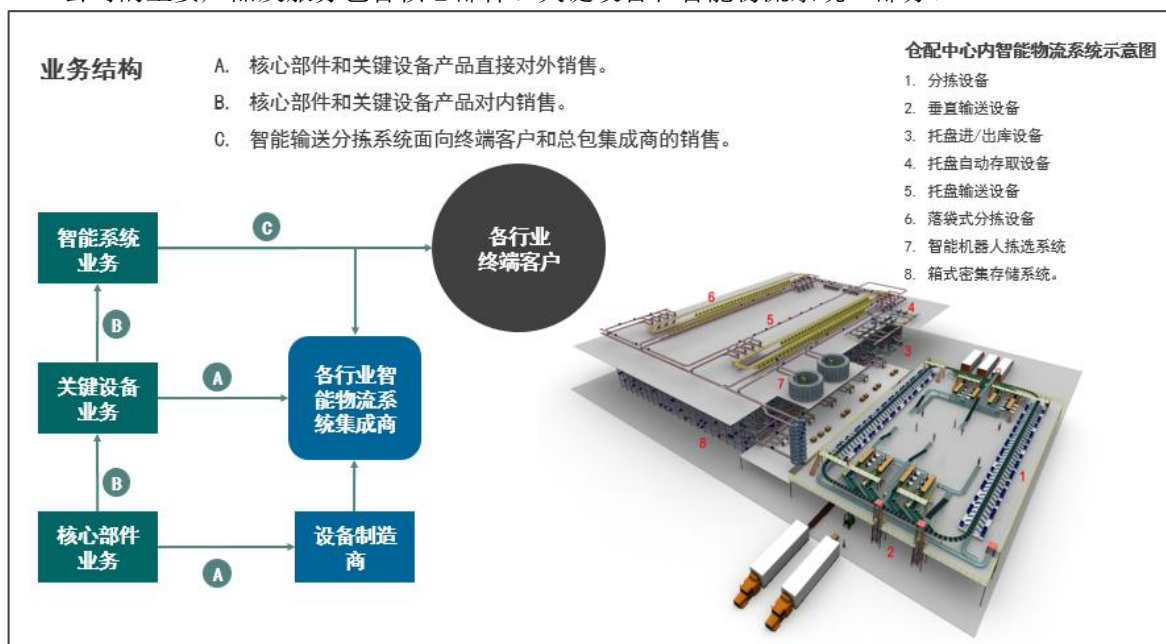 业务结构
A. 核心部件和关键设备产品直接对外销售。
B. 核心部件和关键设备产品对内销售。
C. 智能输送分拣系统面向终端客户和总包集成商的销售。
仓配中心内智能物流系统示意图
1. 分拣设备
2. 垂直输送设备
3. 托盘进/出库设备
4. 托盘自动存取设备
5. 托盘输送设备
6. 落袋式分拣设备
7. 智能机器人拣选系统
8. 箱式密集存储系统。
智能系统
业务
C
各行业
终端客户
B
关键设备
业务
A
各行业智
能物流系
统集成商
B
核心部件
业务
A
设备制造
商
6
5
4
3
7
8
1
2